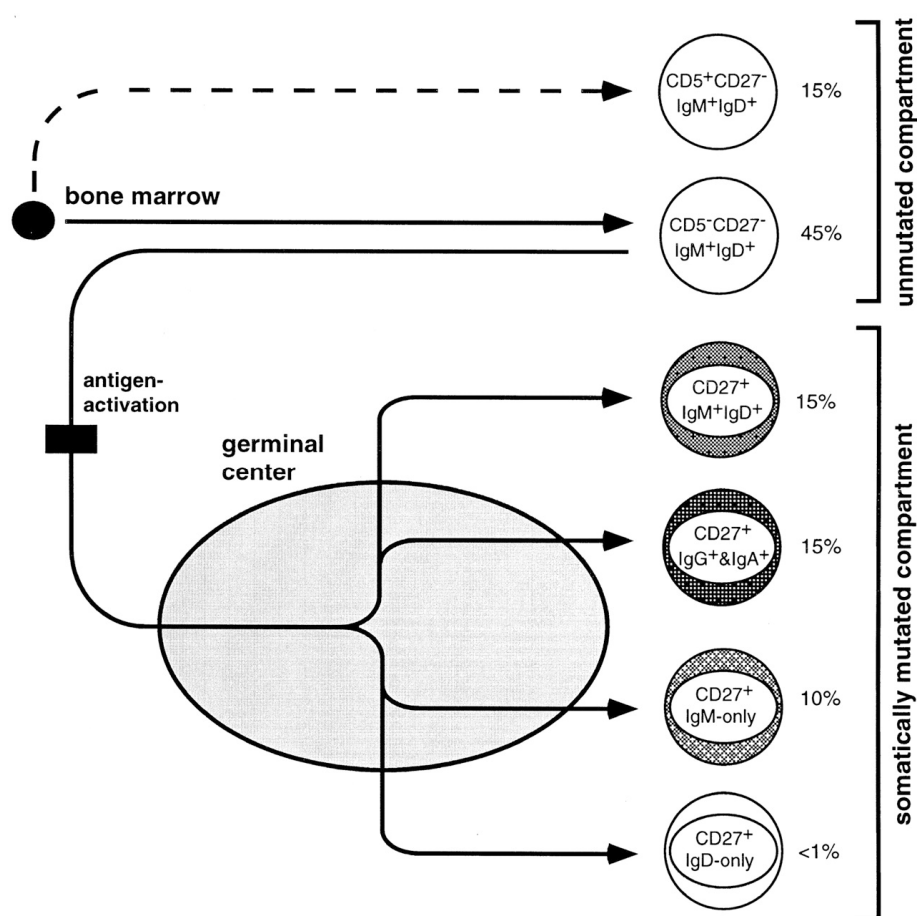 CD5+CD27-
IgM+IgD+
15%
bone marrow
CD5-CD27-
IgM+IgD+
45%
unmutated compartment
antigen-
activation
CD27+
IgM+IgD+
15%
germinal
center
CD27+
IgG+&IgA+
15%
CD27+
IgM-only
10%
CD27+
IgD-only
<1%
somatically mutated compartment